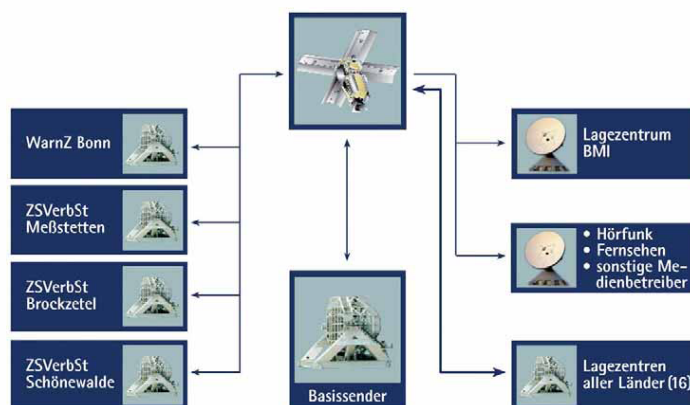 WarnZ Bonn
ZSVerbSt
Meßstetten
ZSVerbSt
Brockzetel
ZSVerbSt
Schönewalde
Basissender
Lagezentrum
BMI
• Hörfunk
• Fernsehen
• sonstige Me-
dienbetreiber
Lagezentren
aller Länder (16)